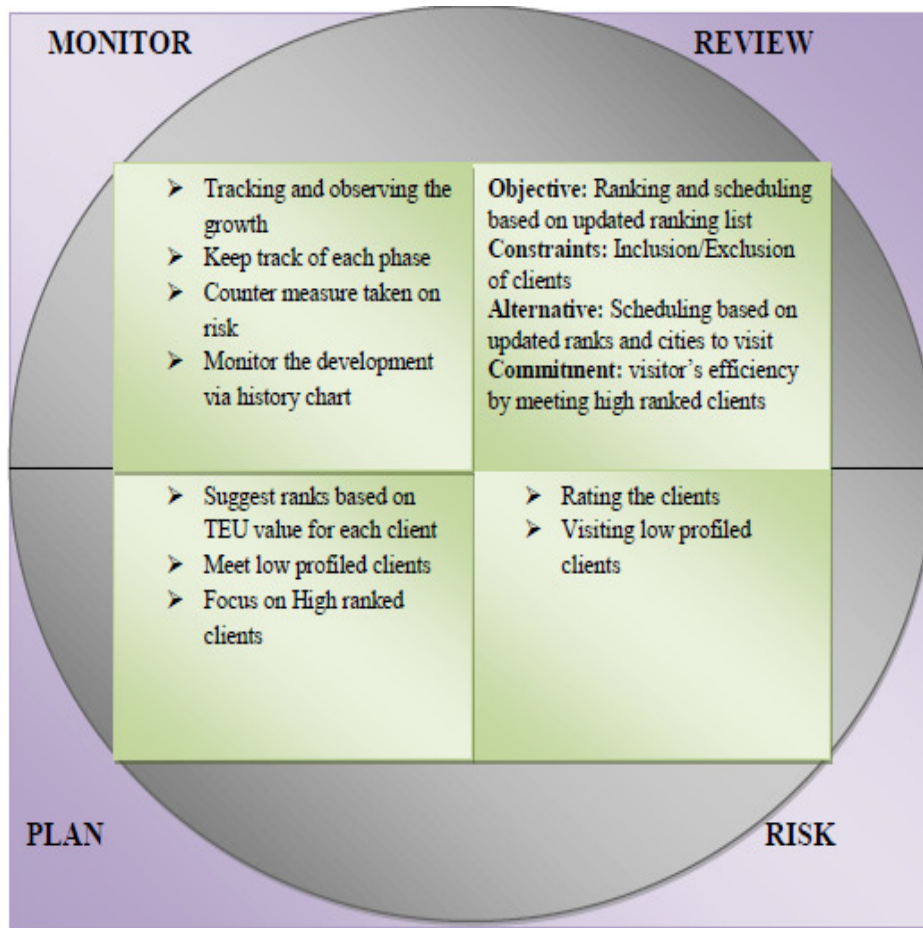 MONITOR
REVIEW
➢ Tracking and observing the
growth
➢ Keep track of each phase
➢ Counter measure taken on
risk
➢ Monitor the development
via history chart
Objective: Ranking and scheduling
based on updated ranking list
Constraints: Inclusion/Exclusion
of clients
Alternative: Scheduling based on
updated ranks and cities to visit
Commitment: visitor’s efficiency
by meeting high ranked clients
➢ Suggest ranks based on
TEU value for each client
➢ Meet low profiled clients
➢ Focus on High ranked
clients
➢ Rating the clients
➢ Visiting low profiled
clients
PLAN
RISK